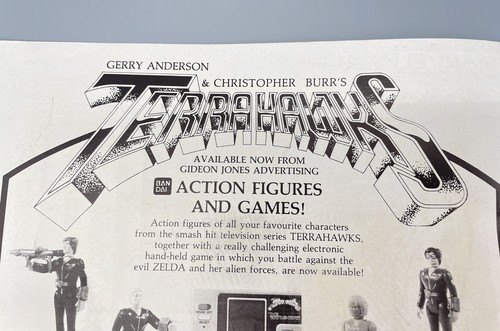 GERRY ANDERSON
& CHRISTOPHER BURR'S
TERRAHAWKS
AVAILABLE NOW FROM
GIDEON JONES ADVERTISING
BAN DAI ACTION FIGURES
AND GAMES!
Action figures of all your favourite characters
from the smash hit television series TERRAHAWKS,
together with a really challenging electronic
hand-held game in which you battle against the
evil ZELDA and her alien forces, are now available!